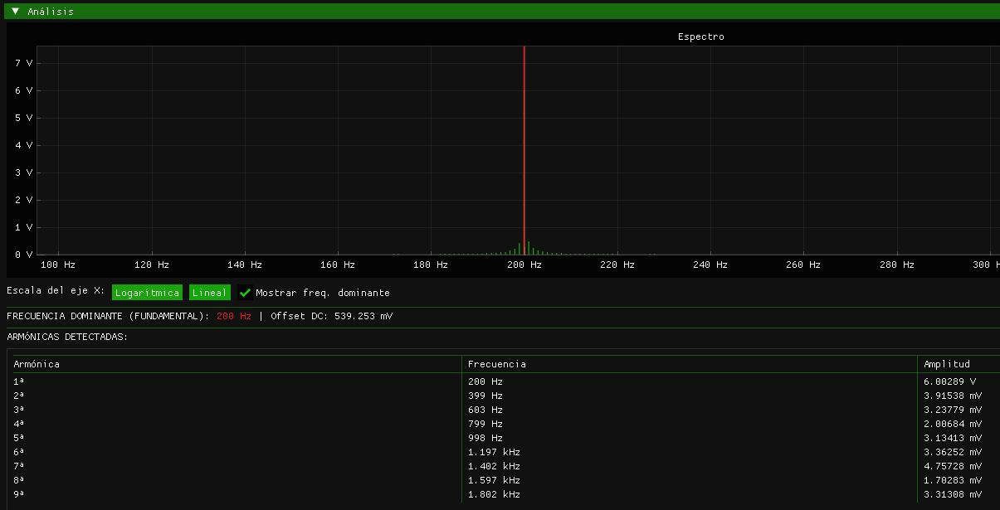 ▼ Análisis
Espectro
7 V
6 V
5 V
4 V
3 V
2 V
1 V
0 V
100 Hz 120 Hz 140 Hz 160 Hz 180 Hz 200 Hz 220 Hz 240 Hz 260 Hz 280 Hz 300 H
Escala del eje X: Logarítmica Lineal ✓ Mostrar freq. dominante
FRECUENCIA DOMINANTE (FUNDAMENTAL): 200 Hz | Offset DC: 539.253 mV
ARMÓNICAS DETECTADAS:
Armónica Frecuencia Amplitud
1ª 200 Hz 6.00289 V
2ª 399 Hz 3.91538 mV
3ª 603 Hz 3.23779 mV
4ª 799 Hz 2.00684 mV
5ª 998 Hz 3.13413 mV
6ª 1.197 kHz 3.36252 mV
7ª 1.402 kHz 4.75728 mV
8ª 1.597 kHz 1.70283 mV
9ª 1.802 kHz 3.31308 mV